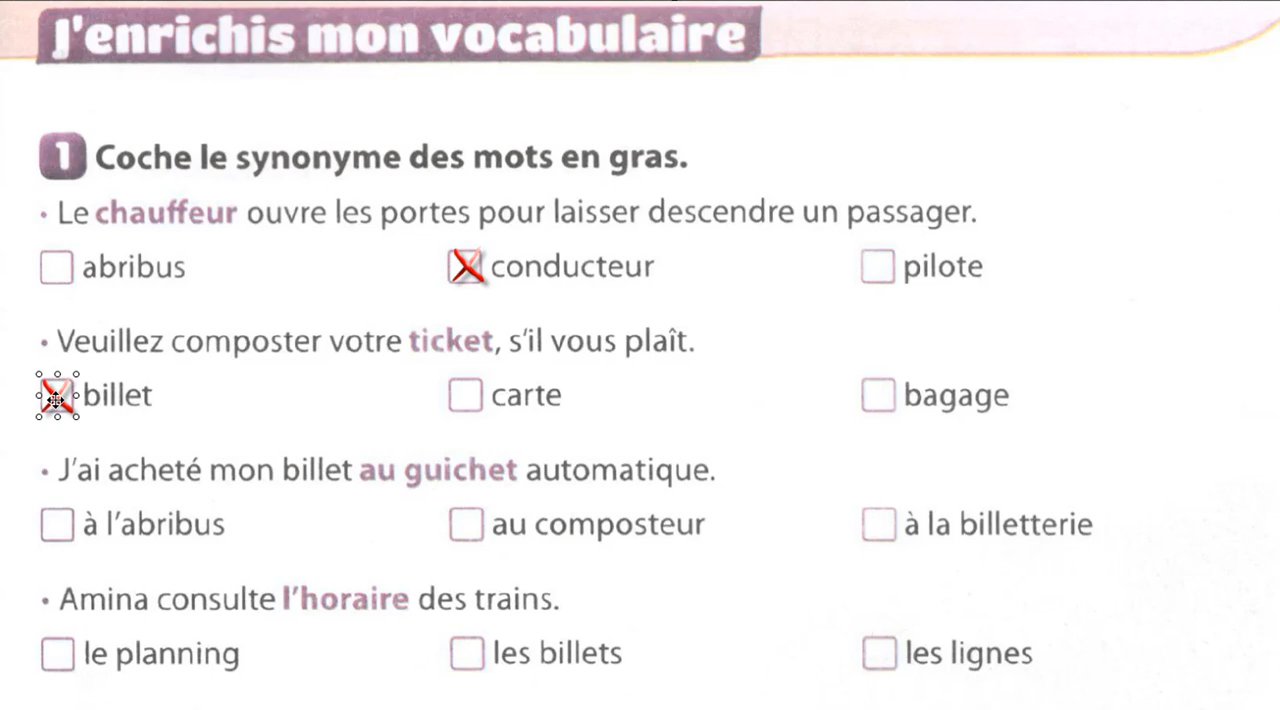 J'enrichis mon vocabulaire
1 Coche le synonyme des mots en gras.
• Le chauffeur ouvre les portes pour laisser descendre un passager.
abribus conducteur pilote
• Veuillez composter votre ticket, s'il vous plaît.
billet carte bagage
• J'ai acheté mon billet au guichet automatique.
à l'abribus au composteur à la billetterie
• Amina consulte l'horaire des trains.
le planning les billets les lignes